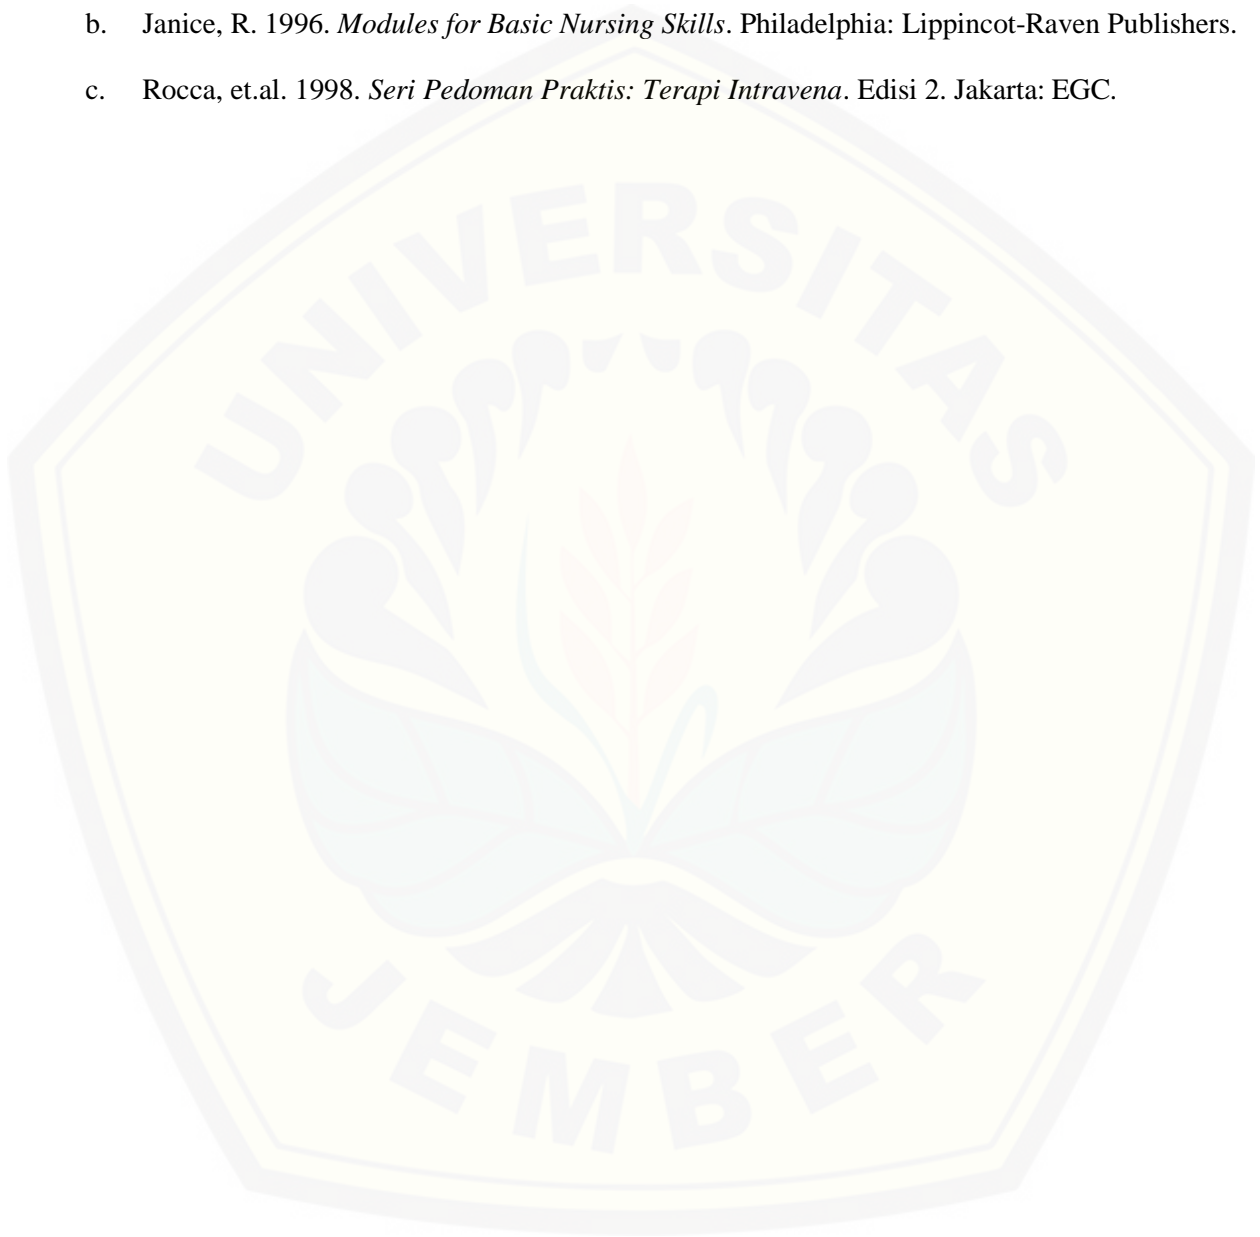 b. Janice, R. 1996. Modules for Basic Nursing Skills. Philadelphia: Lippincot-Raven Publishers.
c. Rocca, et.al. 1998. Seri Pedoman Praktis: Terapi Intravena. Edisi 2. Jakarta: EGC.
UNIVERSITAS
JEMBER